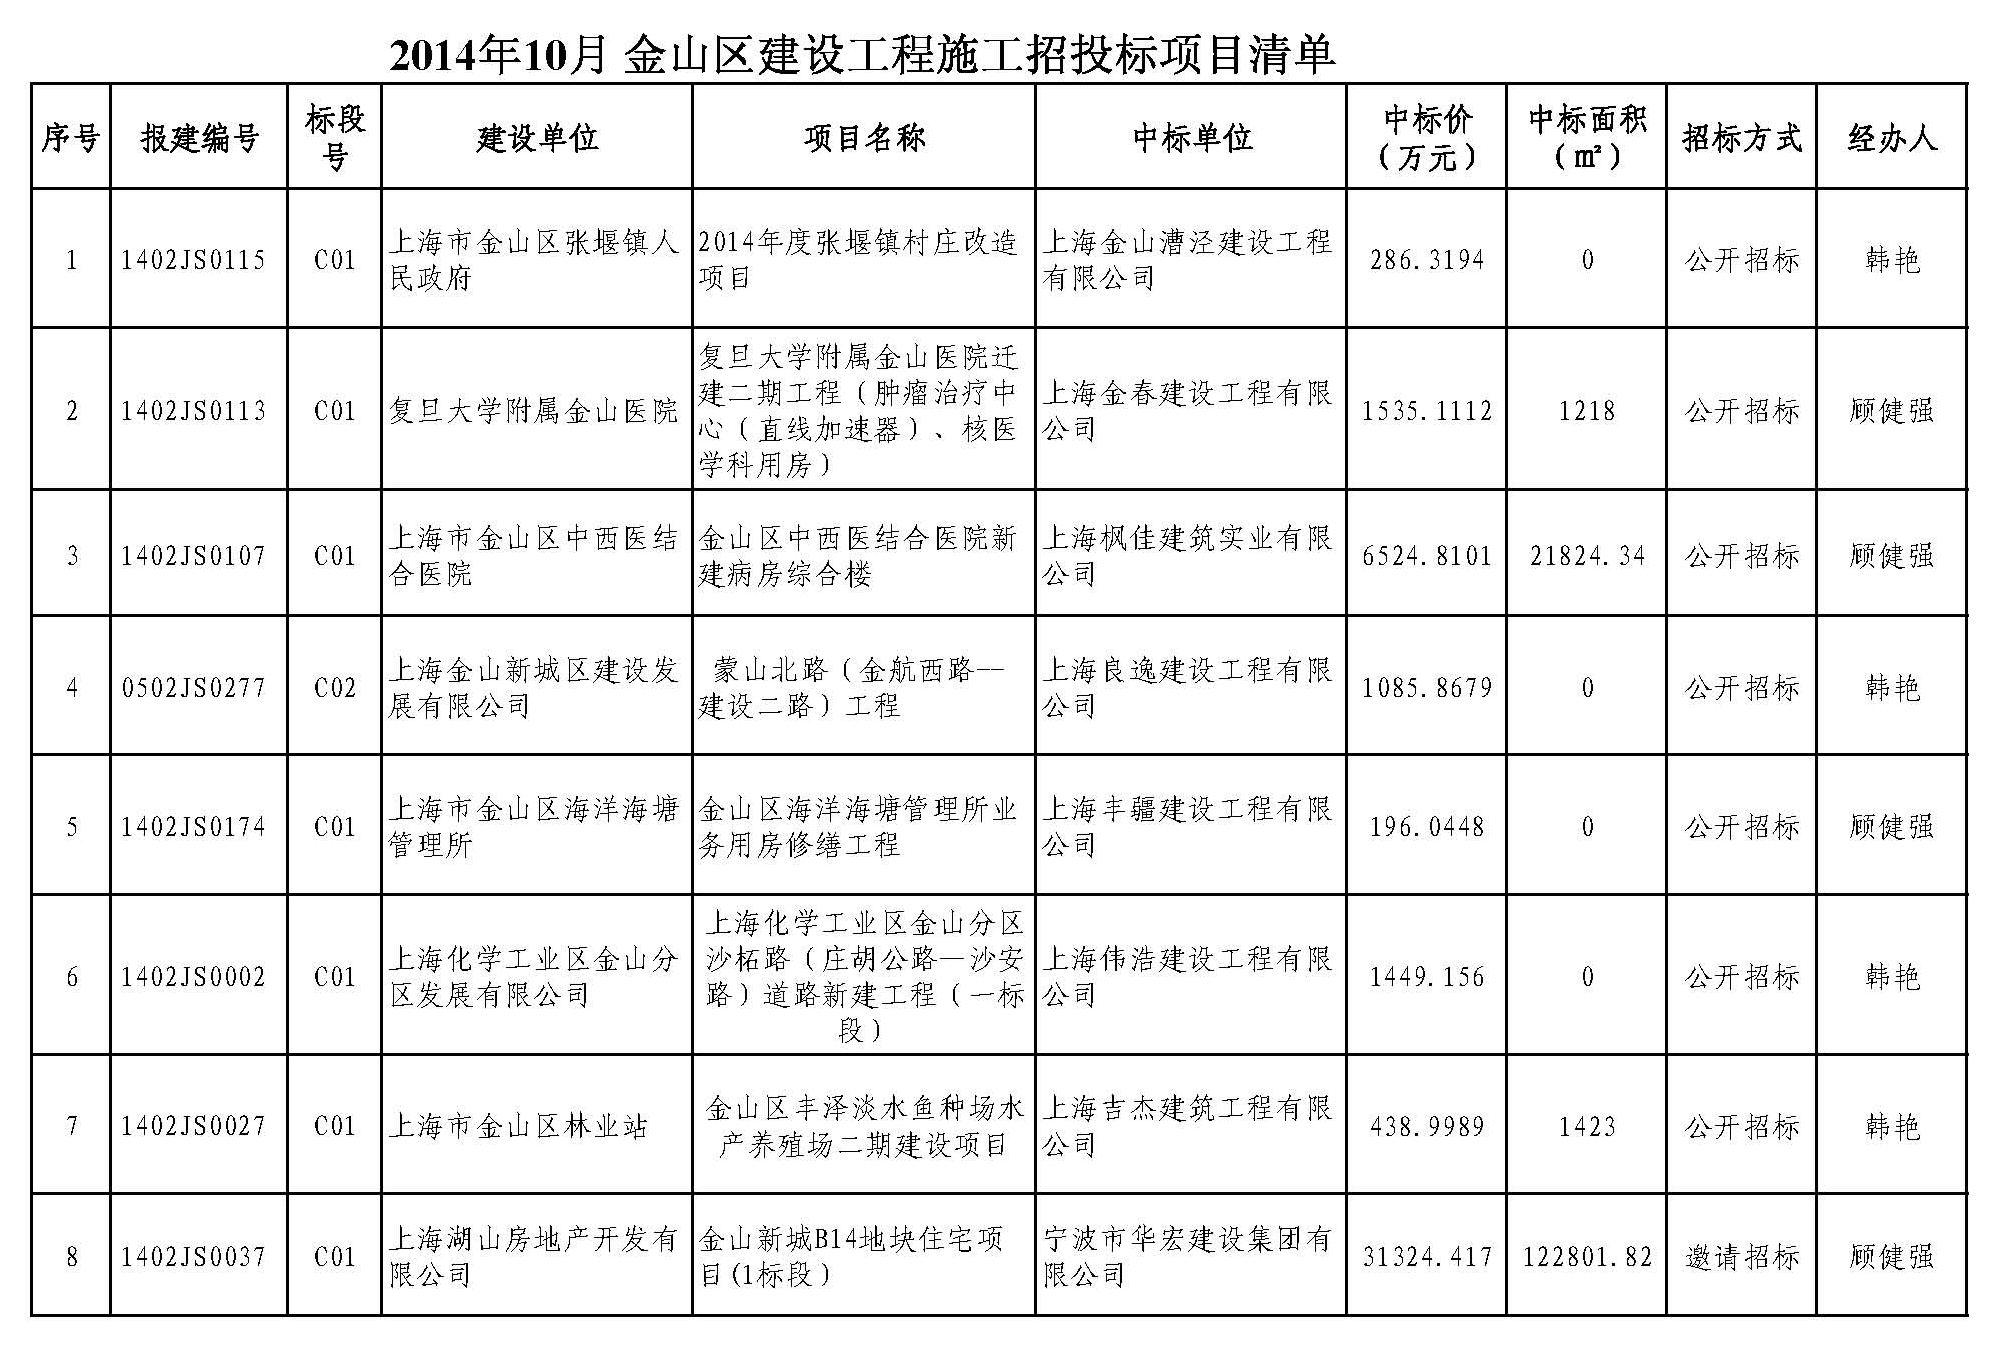 2014年10月 金山区建设工程施工招投标项目清单
序号 报建编号 标段号 建设单位 项目名称 中标单位 中标价（万元） 中标面积（㎡） 招标方式 经办人
1 1402JS0115 C01 上海市金山区张堰镇人民政府 2014年度张堰镇村庄改造项目 上海金山漕泾建设工程有限公司 286.3194 0 公开招标 韩艳
2 1402JS0113 C01 复旦大学附属金山医院 复旦大学附属金山医院迁建二期工程（肿瘤治疗中心（直线加速器）、核医学科用房） 上海金春建设工程有限公司 1535.1112 1218 公开招标 顾健强
3 1402JS0107 C01 上海市金山区中西医结合医院 金山区中西医结合医院新建病房综合楼 上海枫佳建筑实业有限公司 6524.8101 21824.34 公开招标 顾健强
4 0502JS0277 C02 上海金山新城区建设发展有限公司 蒙山北路（金航西路--建设二路）工程 上海良逸建设工程有限公司 1085.8679 0 公开招标 韩艳
5 1402JS0174 C01 上海市金山区海洋海塘管理所 金山区海洋海塘管理所业务用房修缮工程 上海丰疆建设工程有限公司 196.0448 0 公开招标 顾健强
6 1402JS0002 C01 上海化学工业区金山分区发展有限公司 上海化学工业区金山分区沙柘路（庄胡公路—沙安路）道路新建工程（一标段） 上海伟浩建设工程有限公司 1449.156 0 公开招标 韩艳
7 1402JS0027 C01 上海市金山区林业站 金山区丰泽淡水鱼种场水产养殖场二期建设项目 上海吉杰建筑工程有限公司 438.9989 1423 公开招标 韩艳
8 1402JS0037 C01 上海湖山房地产开发有限公司 金山新城B14地块住宅项目(1标段） 宁波市华宏建设集团有限公司 31324.417 122801.82 邀请招标 顾健强